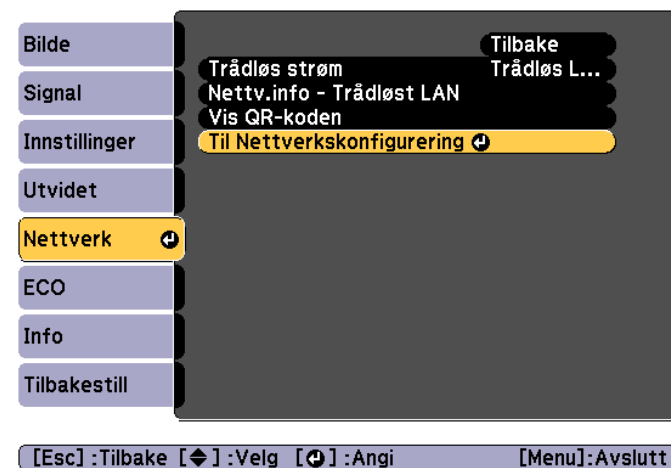 Bilde
Signal
Innstillinger
Utvidet
Nettverk
ECO
Info
Tilbakestill
Tilbake
Trådløs strøm Trådløs L...
Nettv.info - Trådløst LAN
Vis QR-koden
Til Nettverkskonfigurering
[Esc] :Tilbake [◆] :Velg [↵] :Angi [Menu]:Avslutt